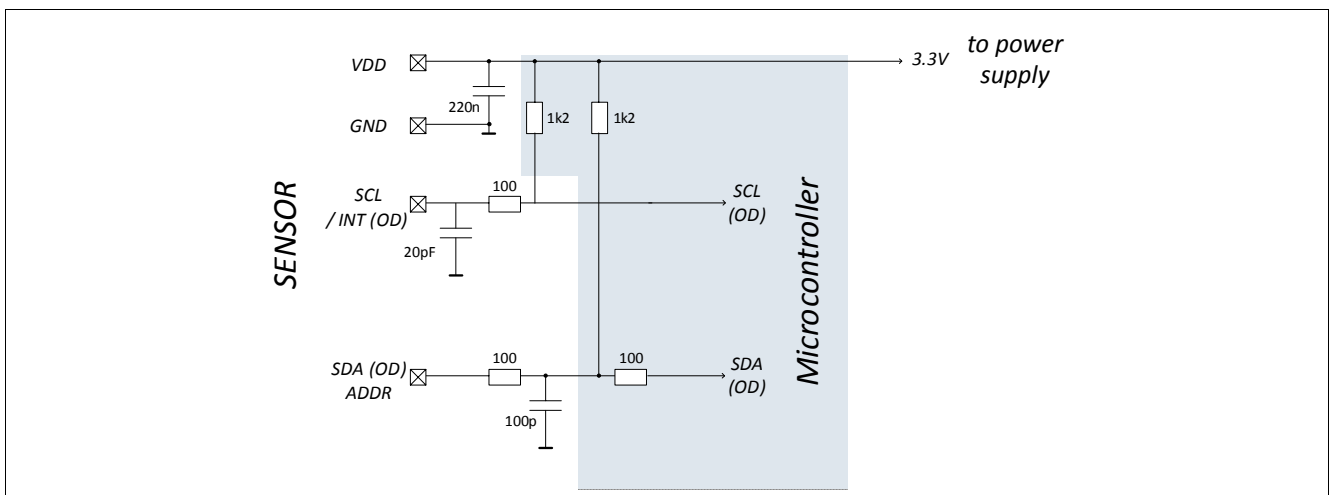 VDD
3.3V
to power
supply
220n
1k2
1k2
GND
SENSOR
SCL
/ INT (OD)
100
SCL
(OD)
20pF
Microcontroller
SDA (OD)
ADDR
100
100
SDA
(OD)
100p